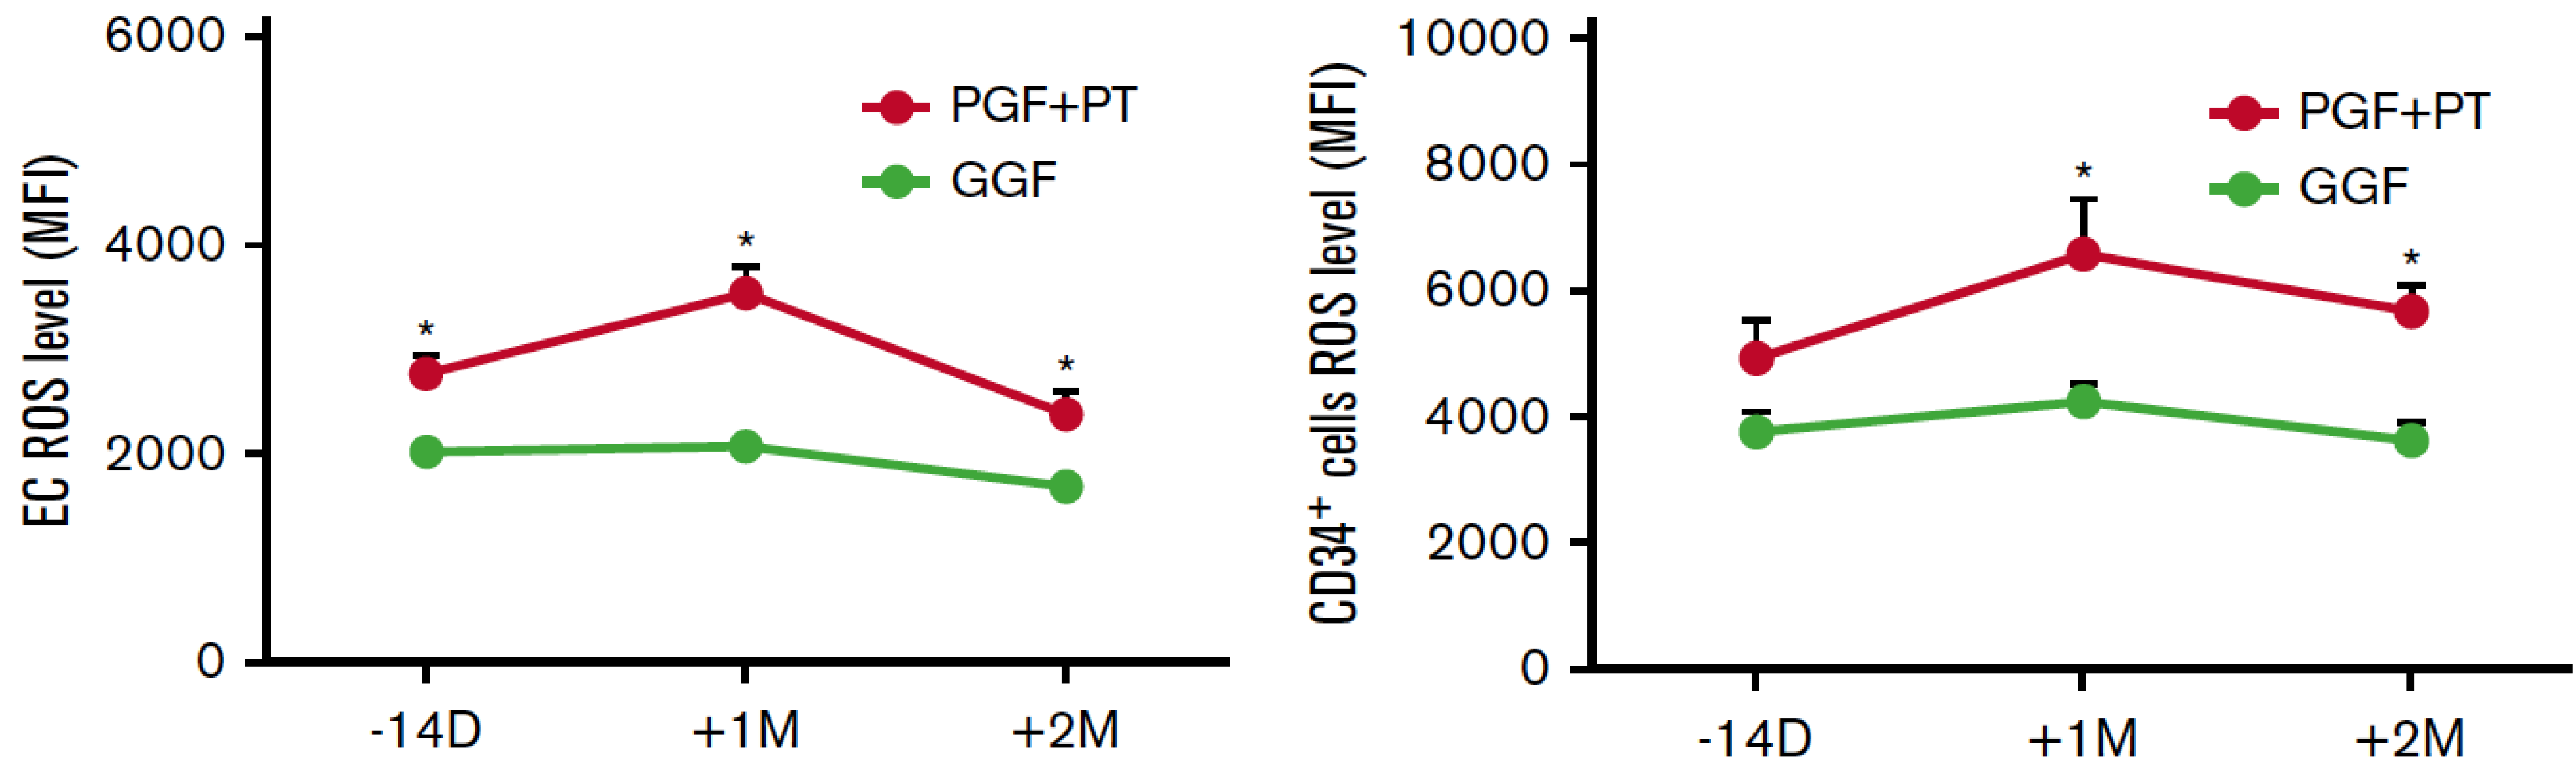 EC ROS level (MFI)
6000
4000
2000
0
*
*
*
PGF+PT
GGF
-14D
+1M
+2M
CD34⁺ cells ROS level (MFI)
10000
8000
6000
4000
2000
0
*
*
PGF+PT
GGF
-14D
+1M
+2M